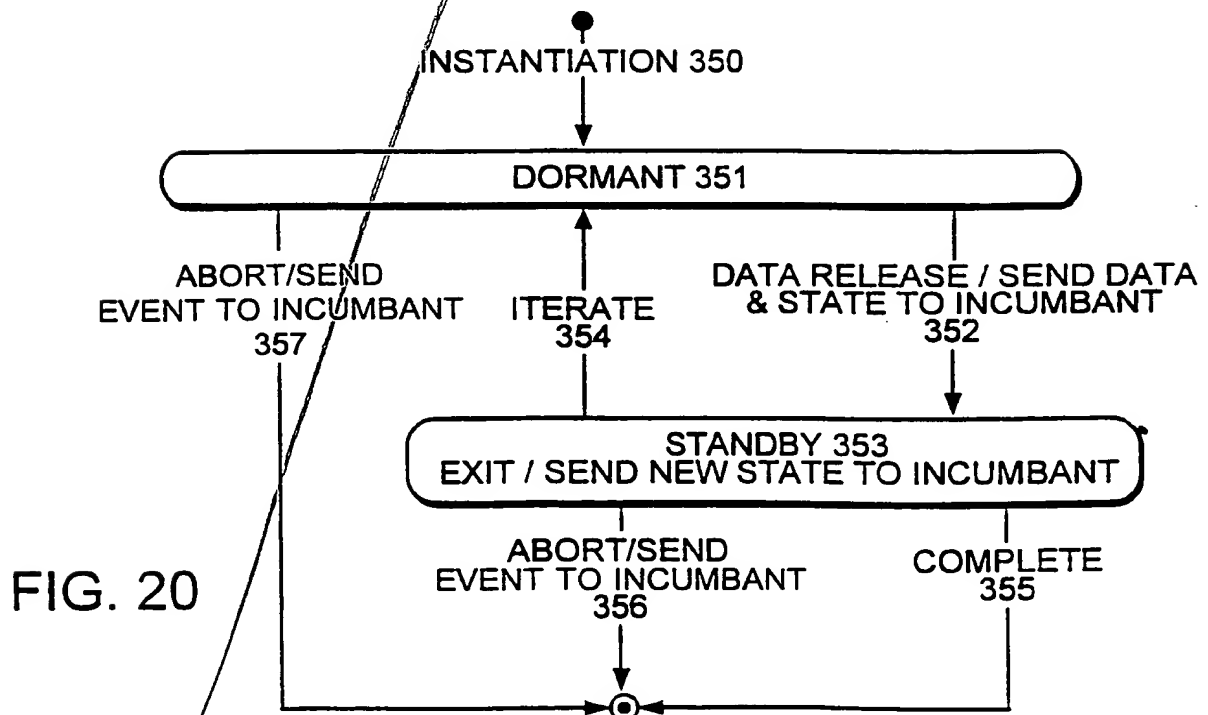 INSTANTIATION 350
DORMANT 351
ABORT/SEND
EVENT TO INCUMBANT
357
ITERATE
354
DATA RELEASE / SEND DATA
& STATE TO INCUMBANT
352
STANDBY 353
EXIT / SEND NEW STATE TO INCUMBANT
ABORT/SEND
EVENT TO INCUMBANT
356
COMPLETE
355
FIG. 20